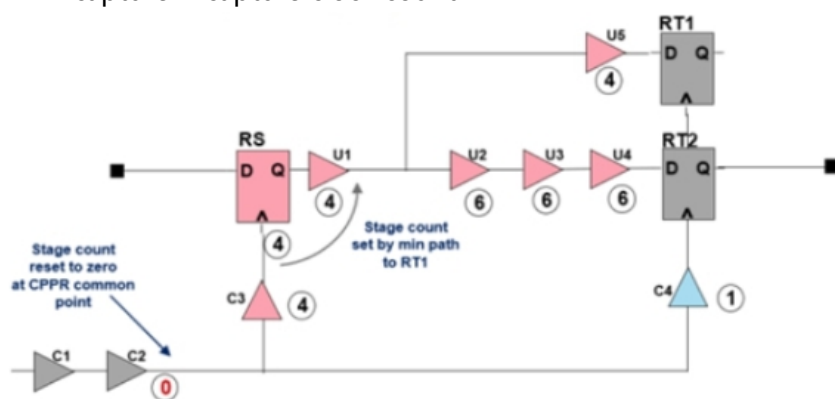 RT1
U5
D Q
4
RS
RT2
U1
U2
U3
U4
D Q
D Q
4
6
6
6
4
Stage count
set by min path
to RT1
Stage count
reset to zero
at CPPR common
point
C3
4
C4
1
C1
C2
0